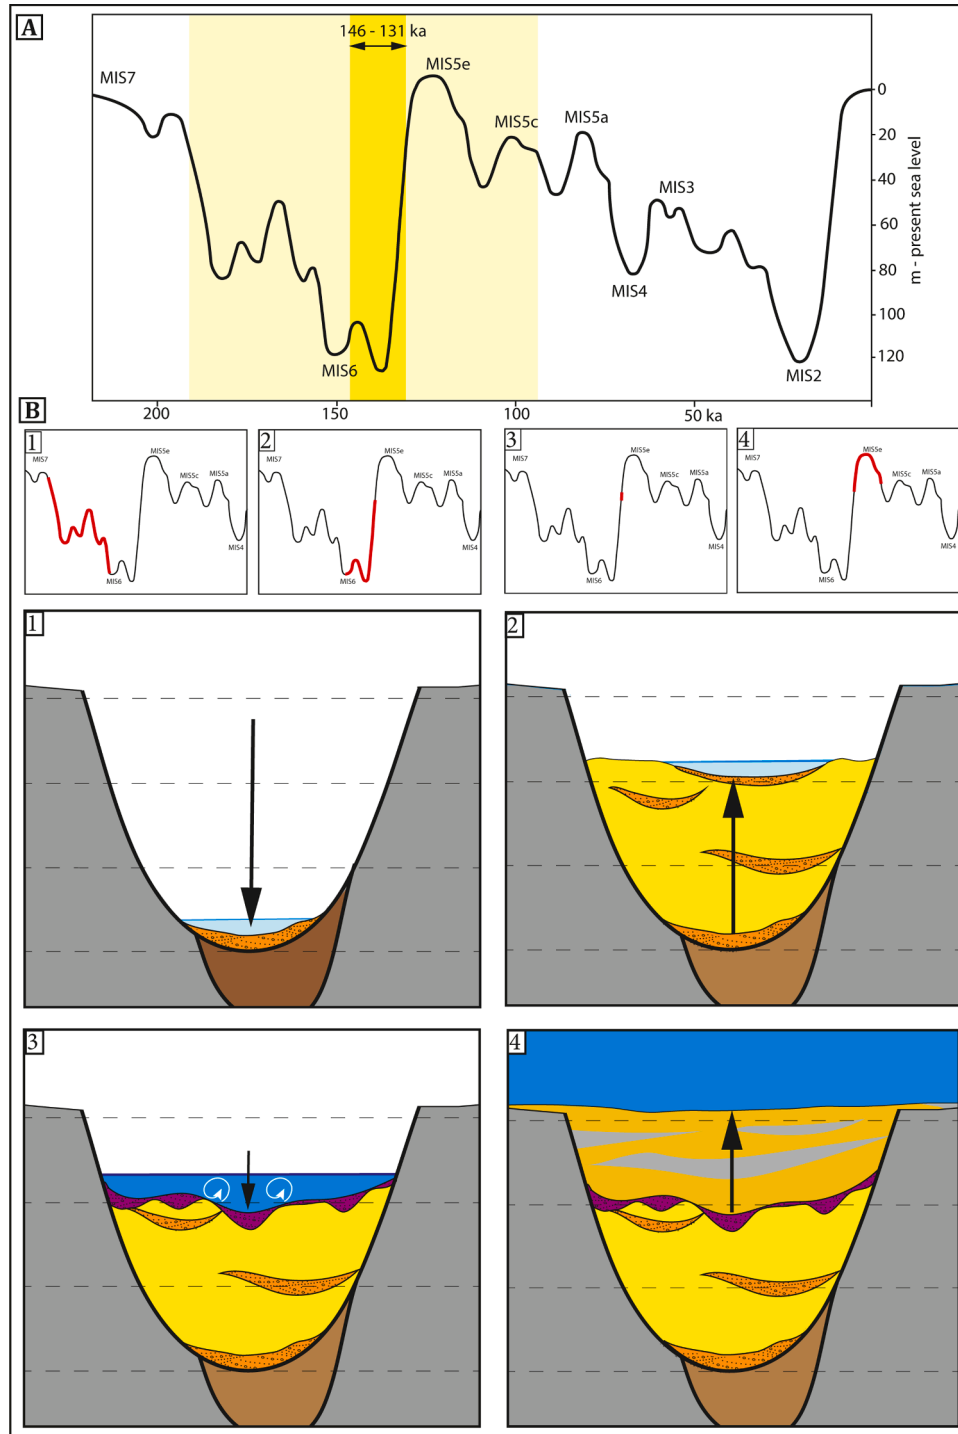 A
146 - 131 ka
MIS7
MIS5e
MIS5c
MIS5a
MIS3
MIS4
MIS6
MIS2
0
20
40
60
80
100
120
m - present sea level
200
150
100
50 ka
B
1
MIS7
MIS5e
MIS5c
MIS5a
MIS6
MIS4
2
MIS7
MIS5e
MIS5c
MIS5a
MIS6
MIS4
3
MIS7
MIS5e
MIS5c
MIS5a
MIS6
MIS4
4
MIS7
MIS5e
MIS5c
MIS5a
MIS6
MIS4
1
2
3
4